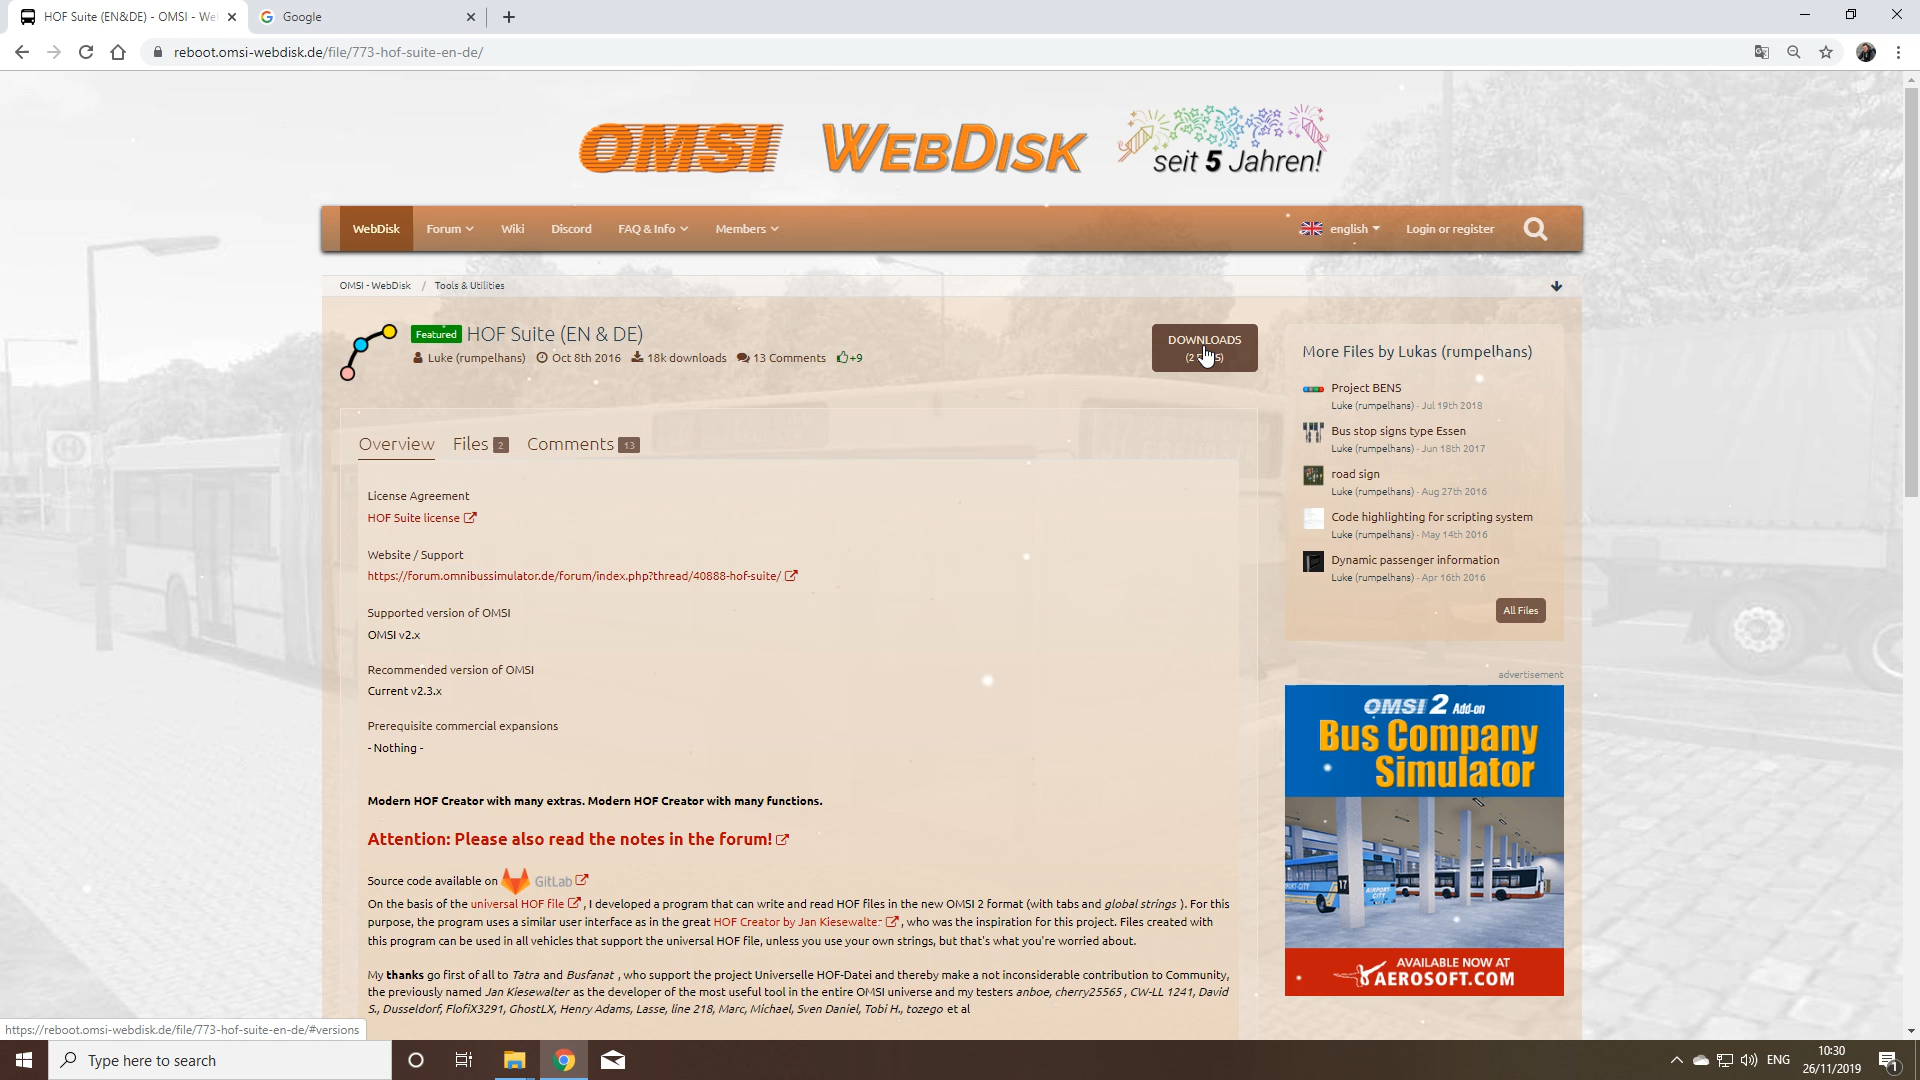 HOF Suite (EN&DE) - OMSI - We
Google
reboot.omsi-webdisk.de/file/773-hof-suite-en-de/
OMSI WEBDISK seit 5 Jahren!
WebDisk Forum Wiki Discord FAQ & Info Members english Login or register
OMSI - WebDisk / Tools & Utilities
Featured HOF Suite (EN & DE)
Luke (rumpelhans) Oct 8th 2016 18k downloads 13 Comments +9
DOWNLOADS
Overview Files 2 Comments 13
License Agreement
HOF Suite license
Website / Support
https://forum.omnibussimulator.de/forum/index.php?thread/40888-hof-suite/
Supported version of OMSI
OMSI v2.x
Recommended version of OMSI
Current v2.3.x
Prerequisite commercial expansions
- Nothing -
Modern HOF Creator with many extras. Modern HOF Creator with many functions.
Attention: Please also read the notes in the forum!
Source code available on GitLab
On the basis of the universal HOF file , I developed a program that can write and read HOF files in the new OMSI 2 format (with tabs and global strings ). For this
purpose, the program uses a similar user interface as in the great HOF Creator by Jan Kiesewalter , who was the inspiration for this project. Files created with
this program can be used in all vehicles that support the universal HOF file, unless you use your own strings, but that's what you're worried about.
My thanks go first of all to Tatra and Busfanat , who support the project Universelle HOF-Datei and thereby make a not inconsiderable contribution to Community,
the previously named Jan Kiesewalter as the developer of the most useful tool in the entire OMSI universe and my testers anboe, cherry25565 , CW-LL 1241, David
S., Dusseldorf, FlofiX3291, GhostLX, Henry Adams, Lasse, line 218, Marc, Michael, Sven Daniel, Tobi H., tozego et al
More Files by Lukas (rumpelhans)
Project BENS
Luke (rumpelhans) - Jul 19th 2018
Bus stop signs type Essen
Luke (rumpelhans) - Jun 18th 2017
road sign
Luke (rumpelhans) - Aug 27th 2016
Code highlighting for scripting system
Luke (rumpelhans) - May 14th 2016
Dynamic passenger information
Luke (rumpelhans) - Apr 16th 2016
All Files
advertisement
OMSI 2 Add-on
Bus Company
Simulator
AVAILABLE NOW AT
AEROSOFT.COM
https://reboot.omsi-webdisk.de/file/773-hof-suite-en-de/#versions
Type here to search
ENG
10:30
26/11/2019
1